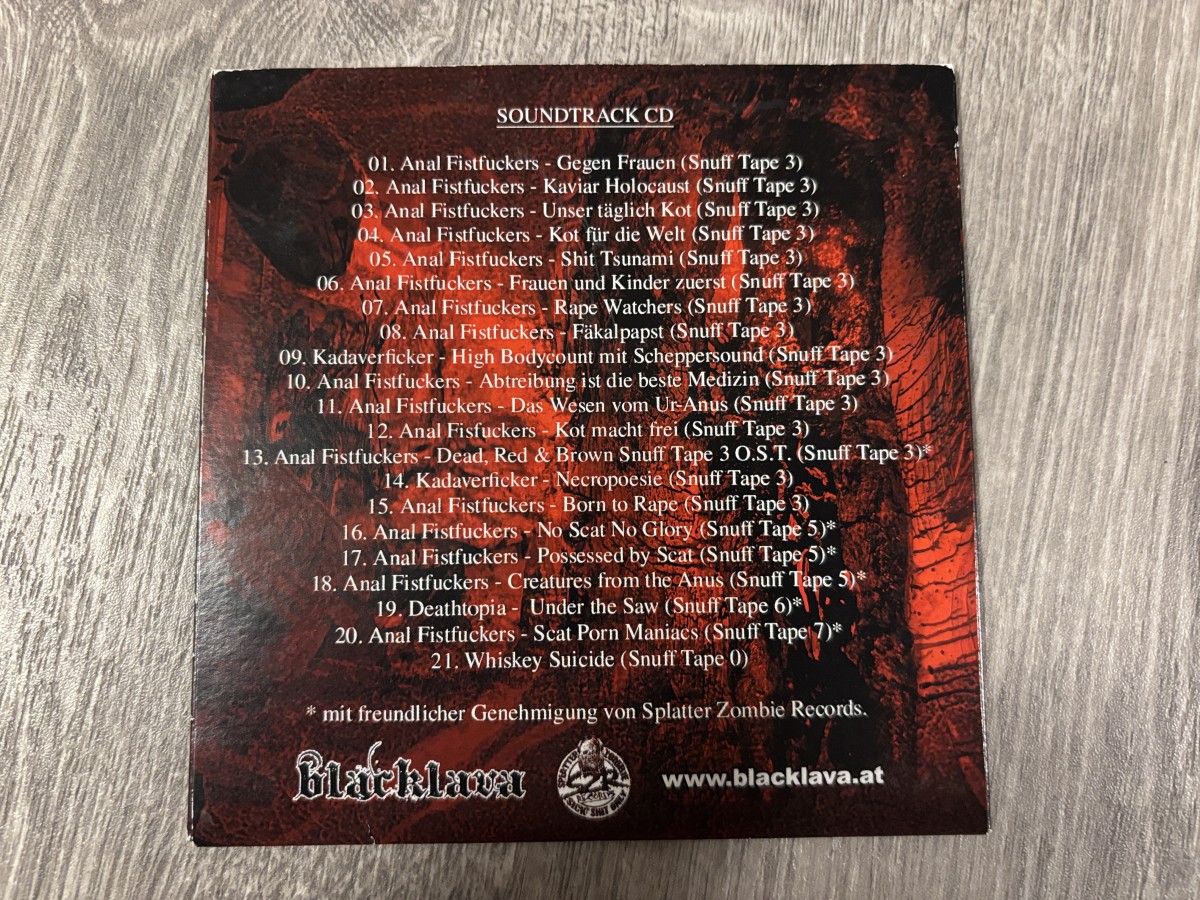 SOUNDTRACK CD
01. Anal Fistfuckers - Gegen Frauen (Snuff Tape 3)
02. Anal Fistfuckers - Kaviar Holocaust (Snuff Tape 3)
03. Anal Fistfuckers - Unser täglich Kot (Snuff Tape 3)
04. Anal Fistfuckers - Kot für die Welt (Snuff Tape 3)
05. Anal Fistfuckers - Shit Tsunami (Snuff Tape 3)
06. Anal Fistfuckers - Frauen und Kinder zuerst (Snuff Tape 3)
07. Anal Fistfuckers - Rape Watchers (Snuff Tape 3)
08. Anal Fistfuckers - Fäkalpapst (Snuff Tape 3)
09. Kadaverficker - High Bodycount mit Scheppersound (Snuff Tape 3)
10. Anal Fistfuckers - Abtreibung ist die beste Medizin (Snuff Tape 3)
11. Anal Fistfuckers - Das Wesen vom Ur-Anus (Snuff Tape 3)
12. Anal Fisfuckers - Kot macht frei (Snuff Tape 3)
13. Anal Fistfuckers - Dead, Red & Brown Snuff Tape 3 O.S.T. (Snuff Tape 3)*
14. Kadaverficker - Necropoesie (Snuff Tape 3)
15. Anal Fistfuckers - Born to Rape (Snuff Tape 3)
16. Anal Fistfuckers - No Scat No Glory (Snuff Tape 5)*
17. Anal Fistfuckers - Possessed by Scat (Snuff Tape 5)*
18. Anal Fistfuckers - Creatures from the Anus (Snuff Tape 5)*
19. Deathtopia - Under the Saw (Snuff Tape 6)*
20. Anal Fistfuckers - Scat Porn Maniacs (Snuff Tape 7)*
21. Whiskey Suicide (Snuff Tape 0)
* mit freundlicher Genehmigung von Splatter Zombie Records.
blacklava
SPLATTER ZOMBIE
SZR
RECORDS
SICK SHIT ONLY
www.blacklava.at